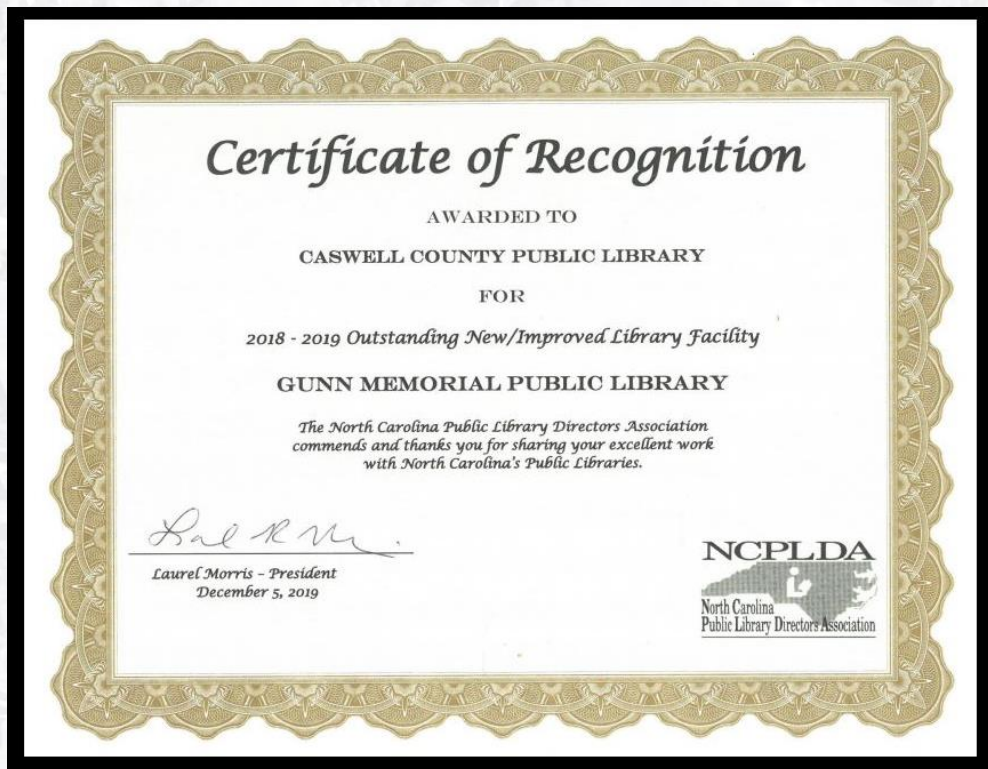 Certificate of Recognition
AWARDED TO
CASWELL COUNTY PUBLIC LIBRARY
FOR
2018 - 2019 Outstanding New/Improved Library Facility
GUNN MEMORIAL PUBLIC LIBRARY
The North Carolina Public Library Directors Association
commends and thanks you for sharing your excellent work
with North Carolina's Public Libraries.
Laurel Morris - President
December 5, 2019
NCPLDA
North Carolina
Public Library Directors Association